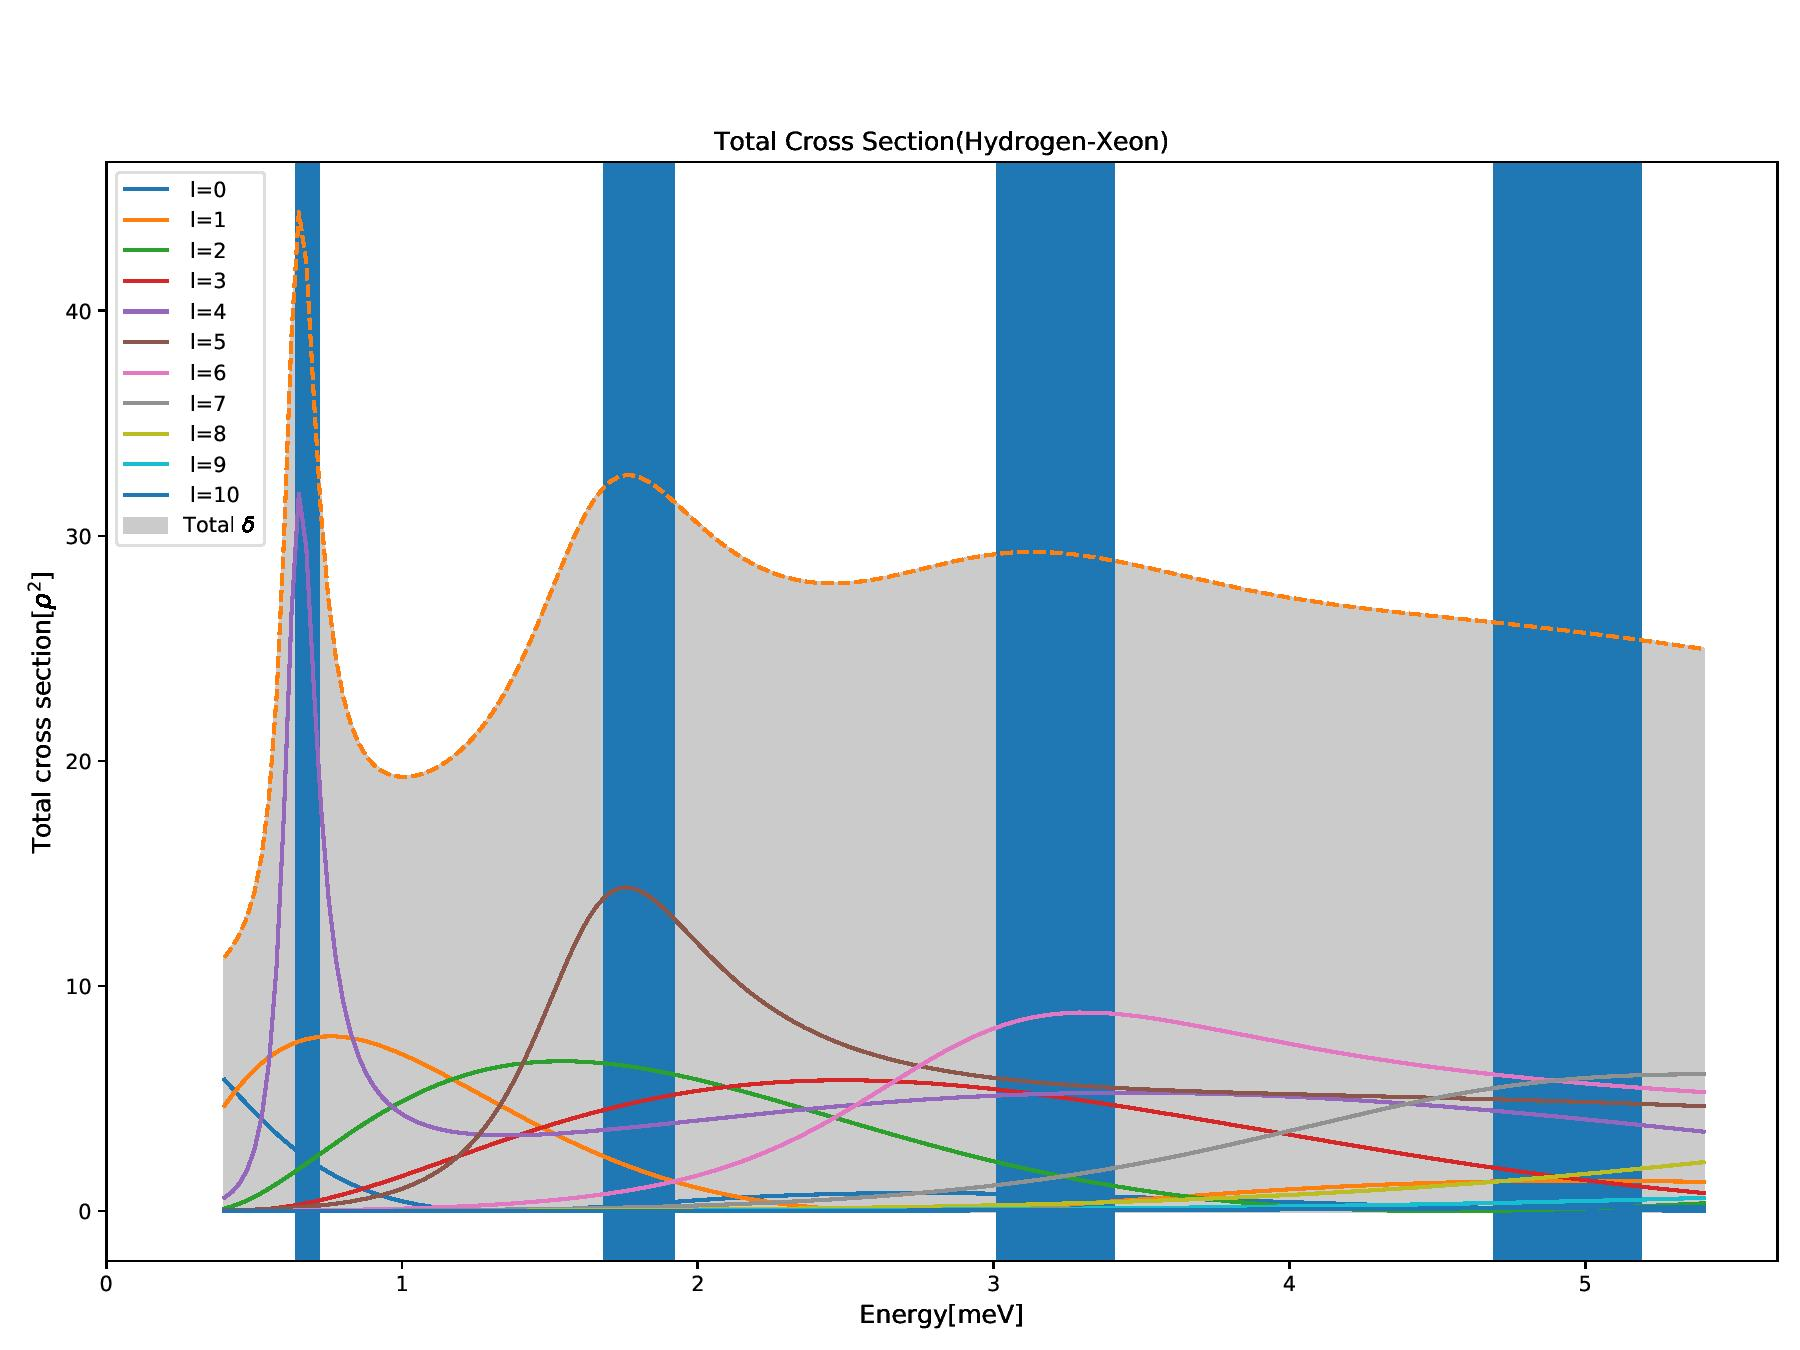 Total Cross Section(Hydrogen-Xeon)
l=0
l=1
l=2
l=3
l=4
l=5
l=6
l=7
l=8
l=9
l=10
Total δ
Total cross section[ρ²]
40
30
20
10
0
0 1 2 3 4 5
Energy[meV]